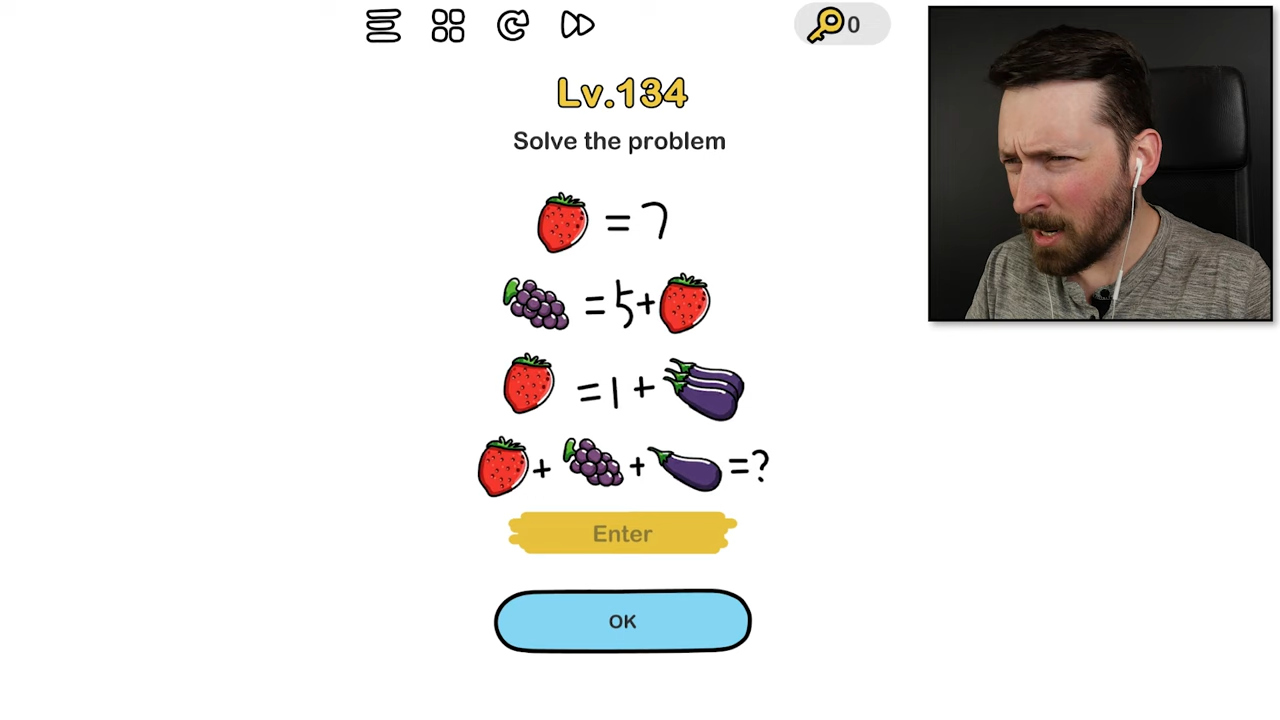 0
Lv.134
Solve the problem
= 7
= 5 +
= 1 +
+ + = ?
Enter
OK